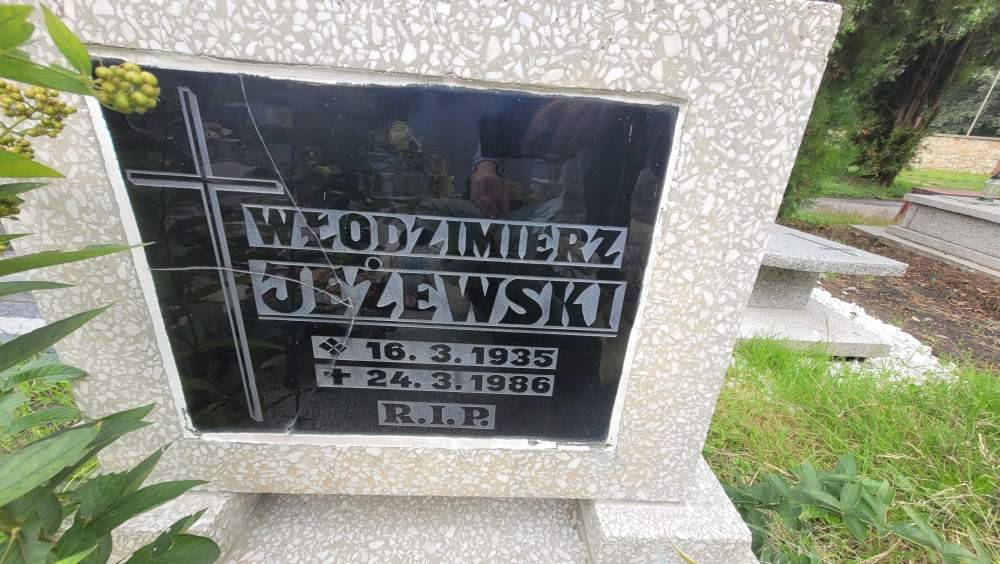 WŁODZIMIERZ
JEŻEWSKI
16. 3. 1935
✝ 24. 3. 1986
R.I.P.